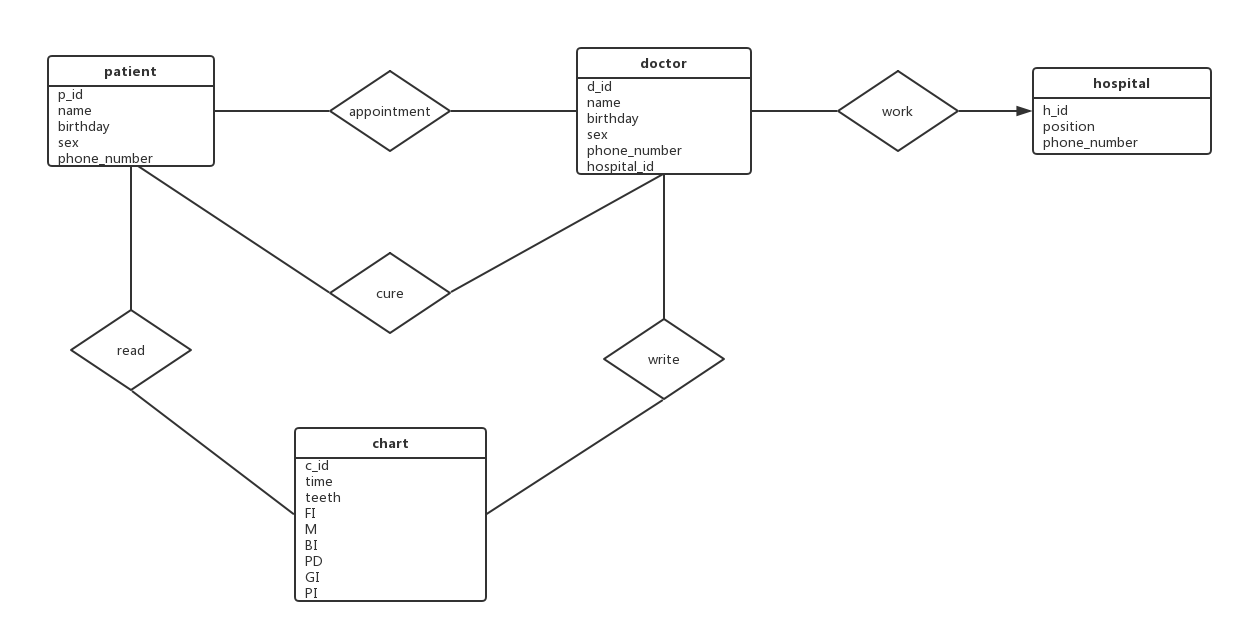 patient
p_id
name
birthday
sex
phone_number
appointment
doctor
d_id
name
birthday
sex
phone_number
hospital_id
work
hospital
h_id
position
phone_number
cure
read
write
chart
c_id
time
teeth
FI
M
BI
PD
GI
PI